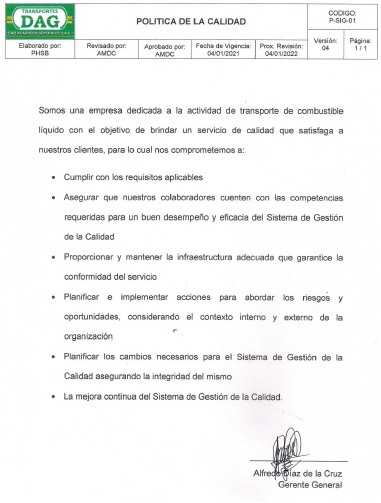 TRANSPORTES
DAG
POLITICA DE LA CALIDAD
CODIGO:
P-SIG-01
Versión:
04
Página:
1 / 1
Elaborado por:
PHSB
Revisado por:
AMDC
Aprobado por:
AMDC
Fecha de Vigencia:
04/01/2021
Prox. Revisión:
04/01/2022
Somos una empresa dedicada a la actividad de transporte de combustible
líquido con el objetivo de brindar un servicio de calidad que satisfaga a
nuestros clientes, para lo cual nos comprometemos a:
• Cumplir con los requisitos aplicables
• Asegurar que nuestros colaboradores cuenten con las competencias
requeridas para un buen desempeño y eficacia del Sistema de Gestión
de la Calidad
• Proporcionar y mantener la infraestructura adecuada que garantice la
conformidad del servicio
• Planificar e implementar acciones para abordar los riesgos y
oportunidades, considerando el contexto interno y externo de la
organización
• Planificar los cambios necesarios para el Sistema de Gestión de la
Calidad asegurando la integridad del mismo
• La mejora continua del Sistema de Gestión de la Calidad.
Alfredo Díaz de la Cruz
Gerente General